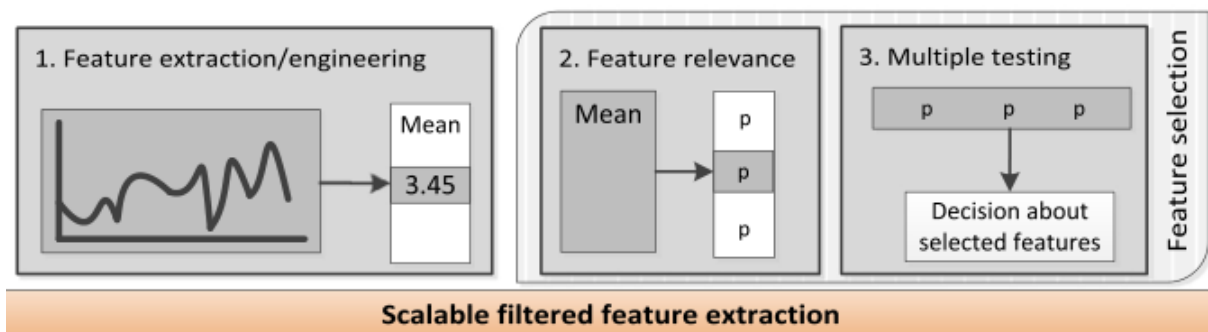 1. Feature extraction/engineering
Mean
3.45
2. Feature relevance
Mean
p
p
p
3. Multiple testing
p p p
Decision about
selected features
Feature selection
Scalable filtered feature extraction